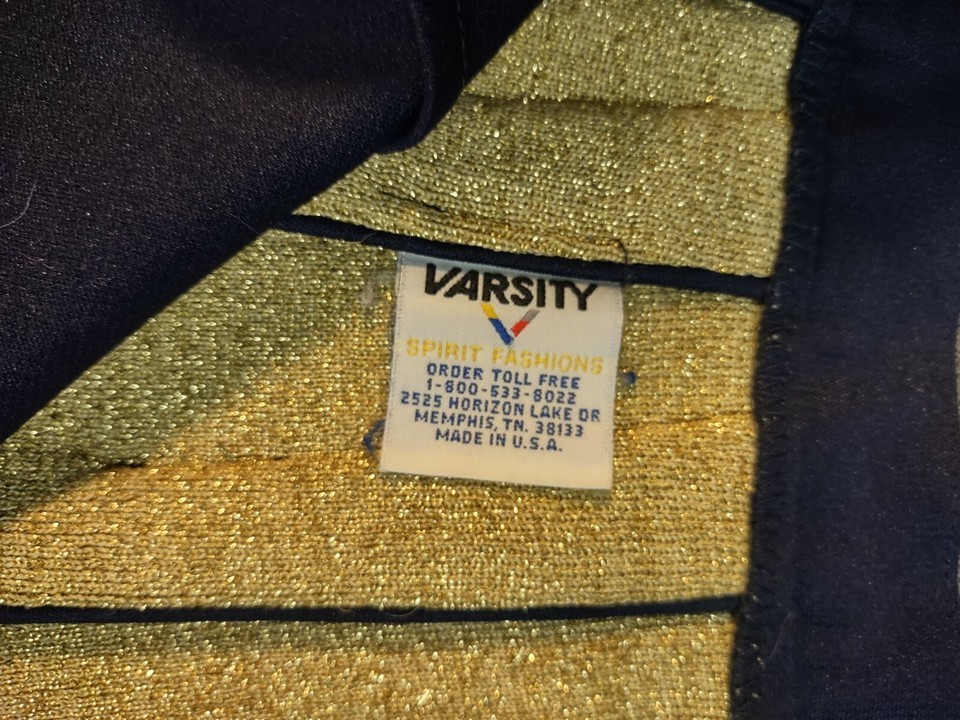 VARSITY
SPIRIT FASHIONS
ORDER TOLL FREE
1-800-533-8022
2525 HORIZON LAKE DR
MEMPHIS, TN. 38133
MADE IN U.S.A.